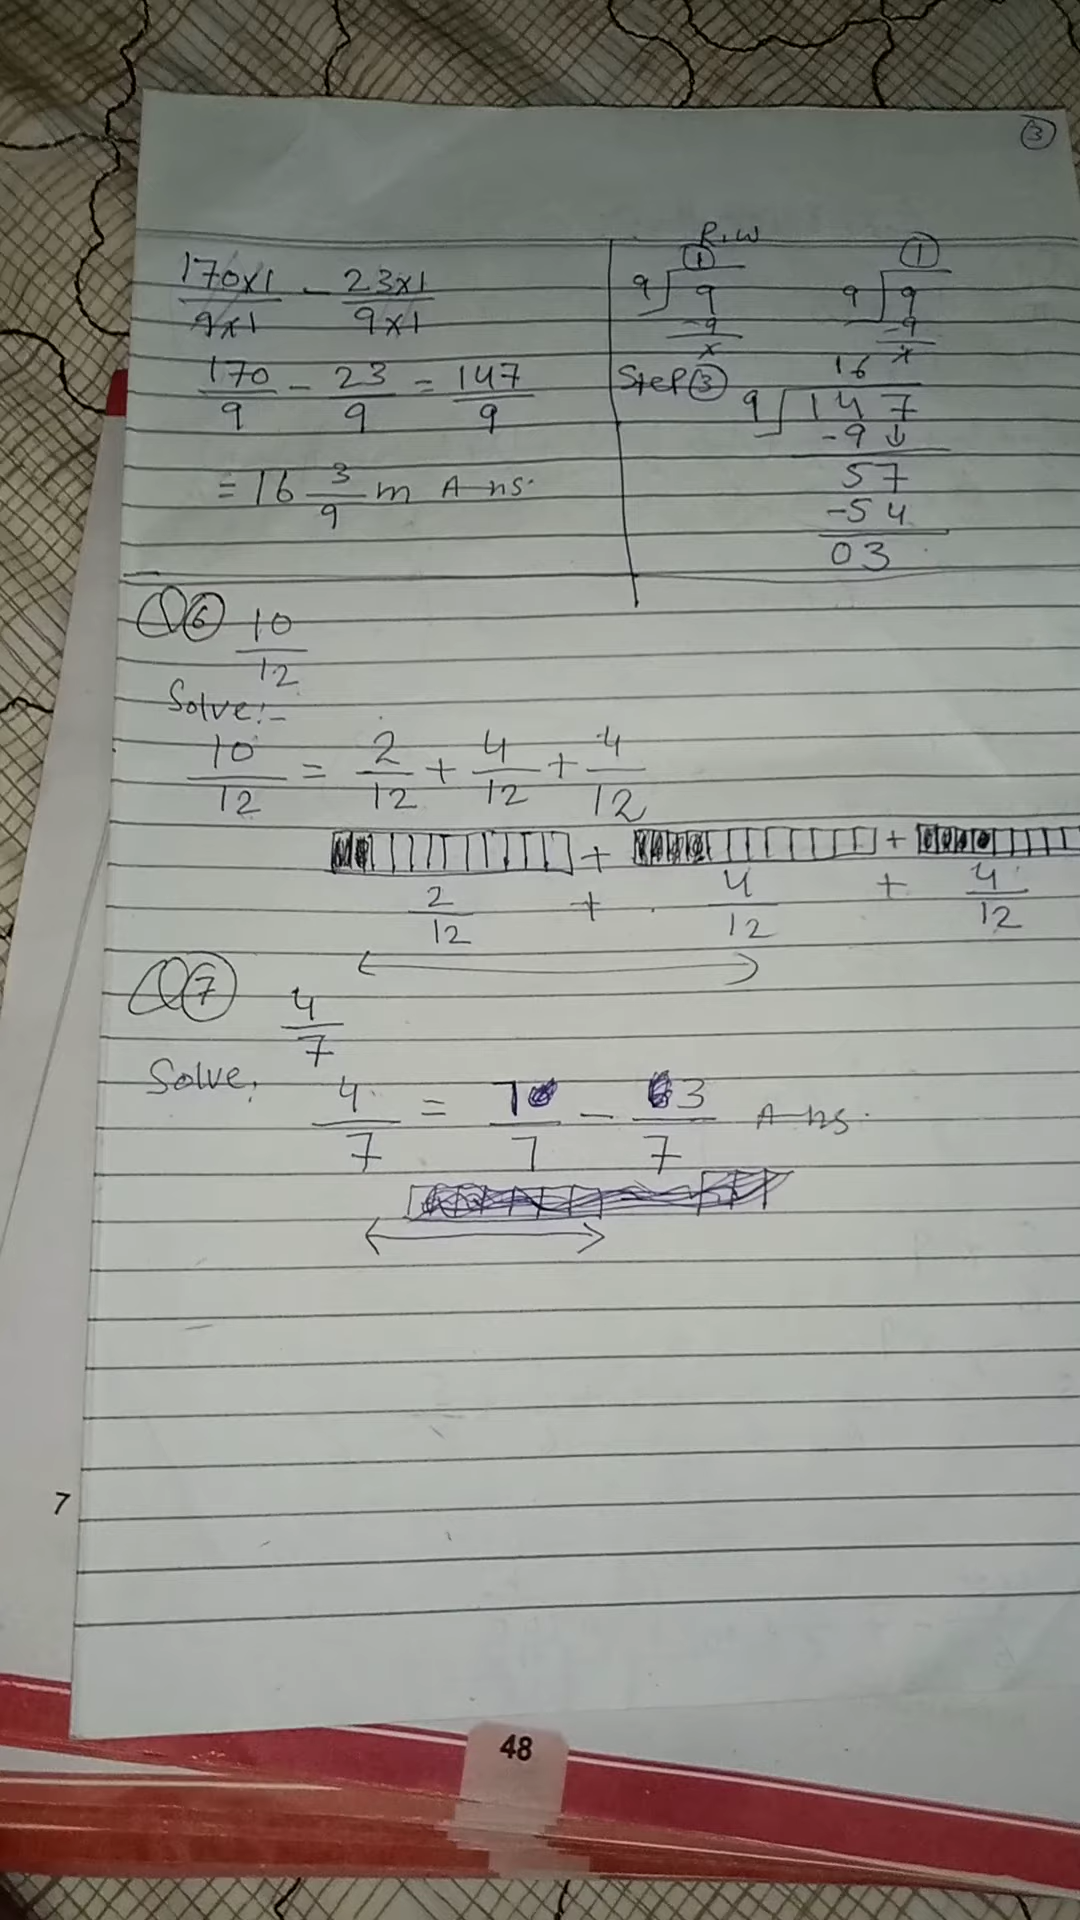 3
170×1/9×1 - 23×1/9×1
170/9 - 23/9 = 147/9
= 16 3/9 m Ans.
R.W
1
9 9
-9
×
1
9 9
-9
×
Step 3
16
9 147
-9↓
57
-54
03
Q6 10/12
Solve:-
10/12 = 2/12 + 4/12 + 4/12
+ +
2/12 + 4/12 + 4/12
Q7 4/7
Solve,
4/7 = 7/7 - 3/7 Ans.
7
48